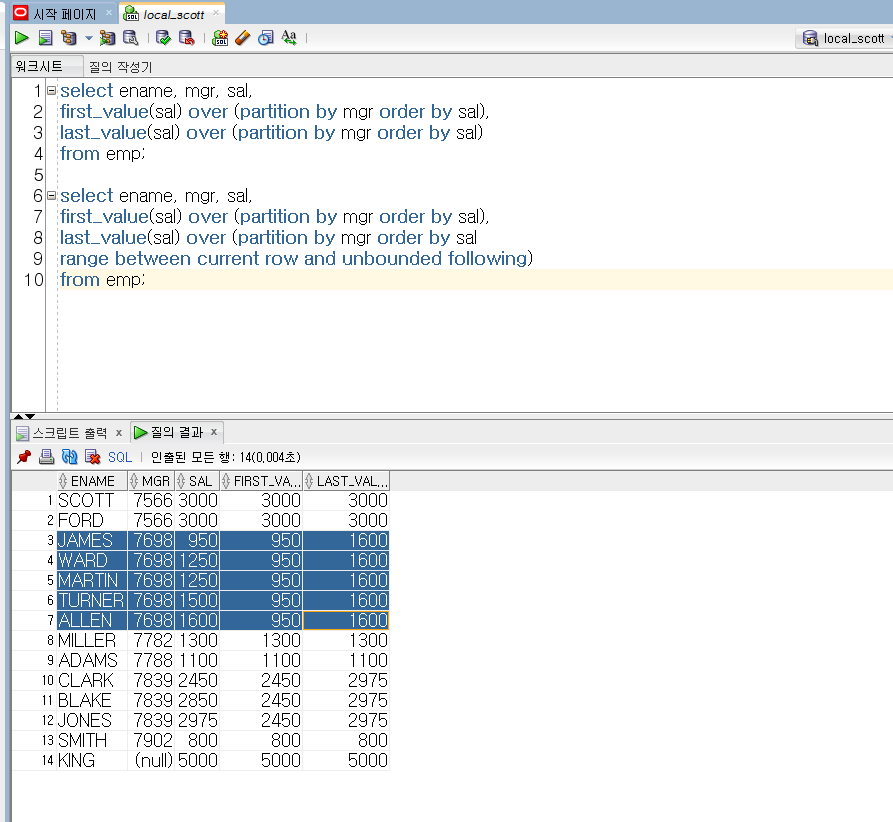 시작 페이지 × local_scott ×
local_scott
워크시트 질의 작성기
1 select ename, mgr, sal,
2 first_value(sal) over (partition by mgr order by sal),
3 last_value(sal) over (partition by mgr order by sal)
4 from emp;
5
6 select ename, mgr, sal,
7 first_value(sal) over (partition by mgr order by sal),
8 last_value(sal) over (partition by mgr order by sal
9 range between current row and unbounded following)
10 from emp;
스크립트 출력 × 질의 결과 ×
SQL | 인출된 모든 행: 14(0,004초)
ENAME MGR SAL FIRST_VA... LAST_VAL...
1 SCOTT 7566 3000 3000 3000
2 FORD 7566 3000 3000 3000
3 JAMES 7698 950 950 1600
4 WARD 7698 1250 950 1600
5 MARTIN 7698 1250 950 1600
6 TURNER 7698 1500 950 1600
7 ALLEN 7698 1600 950 1600
8 MILLER 7782 1300 1300 1300
9 ADAMS 7788 1100 1100 1100
10 CLARK 7839 2450 2450 2975
11 BLAKE 7839 2850 2450 2975
12 JONES 7839 2975 2450 2975
13 SMITH 7902 800 800 800
14 KING (null) 5000 5000 5000